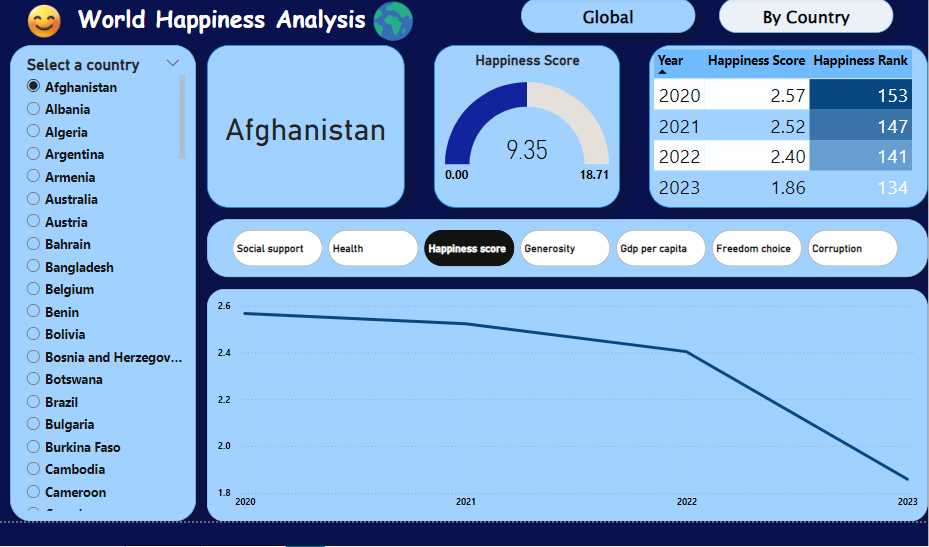 World Happiness Analysis
Global
By Country
Select a country
Afghanistan
Albania
Algeria
Argentina
Armenia
Australia
Austria
Bahrain
Bangladesh
Belgium
Benin
Bolivia
Bosnia and Herzegov...
Botswana
Brazil
Bulgaria
Burkina Faso
Cambodia
Cameroon
Afghanistan
Happiness Score
9.35
0.00 18.71
Year Happiness Score Happiness Rank
2020 2.57 153
2021 2.52 147
2022 2.40 141
2023 1.86 134
Social support Health Happiness score Generosity Gdp per capita Freedom choice Corruption
2.6
2.4
2.2
2.0
1.8
2020 2021 2022 2023